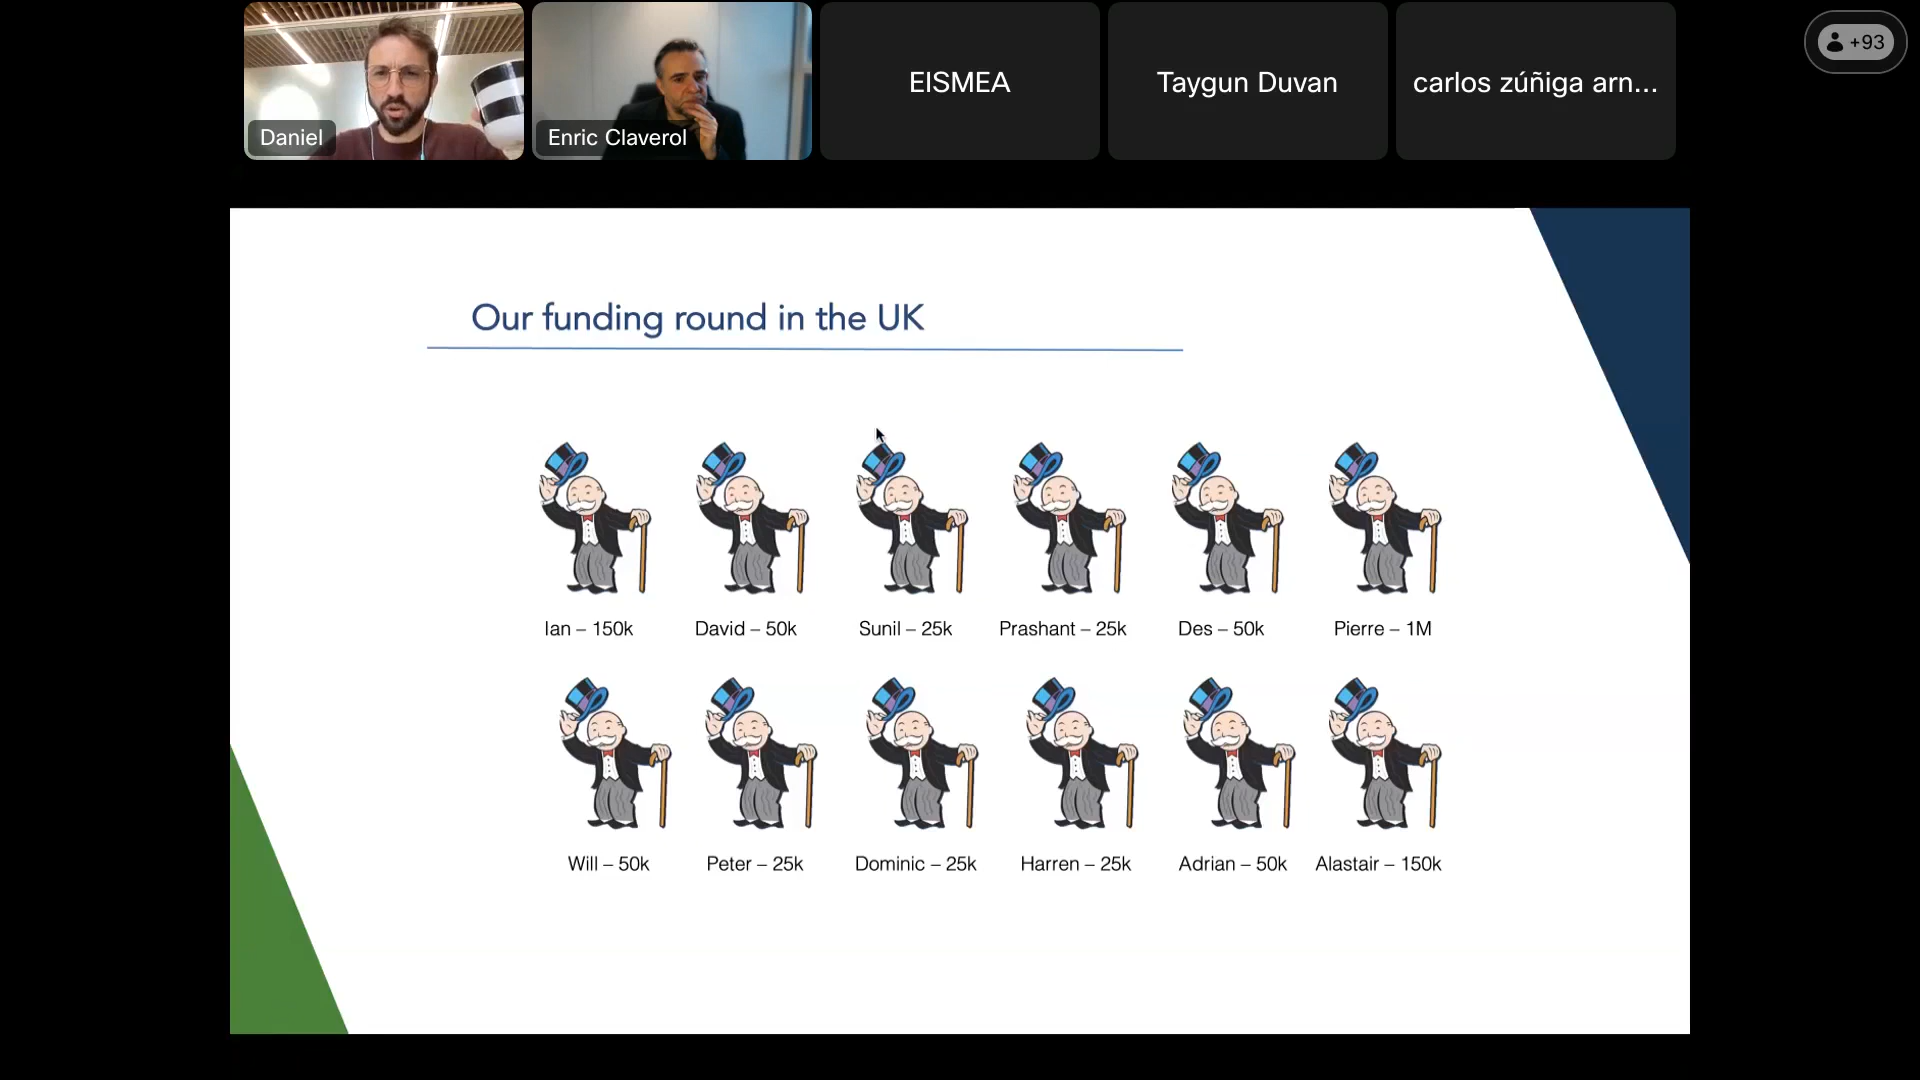 Daniel
Enric Claverol
EISMEA
Taygun Duvan
carlos zúñiga arn...
+93
Our funding round in the UK
Ian – 150k
David – 50k
Sunil – 25k
Prashant – 25k
Des – 50k
Pierre – 1M
Will – 50k
Peter – 25k
Dominic – 25k
Harren – 25k
Adrian – 50k
Alastair – 150k